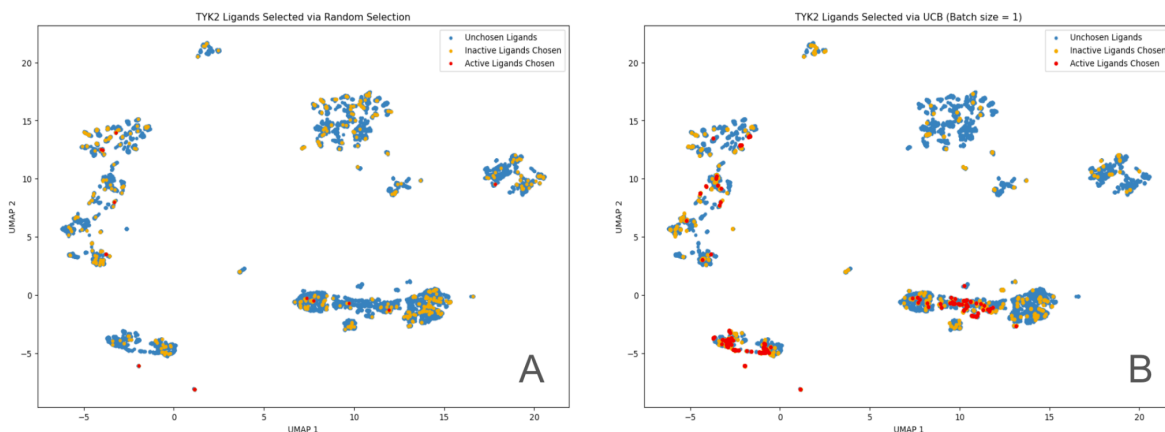 TYK2 Ligands Selected via Random Selection
Unchosen Ligands
Inactive Ligands Chosen
Active Ligands Chosen
UMAP 2
20
15
10
5
0
−5
−5
0
5
10
15
20
UMAP 1
A
TYK2 Ligands Selected via UCB (Batch size = 1)
Unchosen Ligands
Inactive Ligands Chosen
Active Ligands Chosen
UMAP 2
20
15
10
5
0
−5
−5
0
5
10
15
20
UMAP 1
B